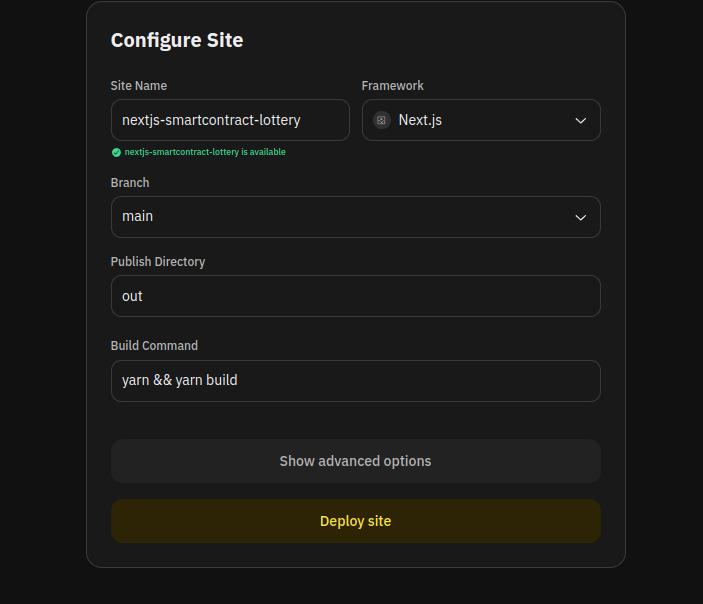 Configure Site
Site Name
Framework
nextjs-smartcontract-lottery
Next.js
nextjs-smartcontract-lottery is available
Branch
main
Publish Directory
out
Build Command
yarn && yarn build
Show advanced options
Deploy site